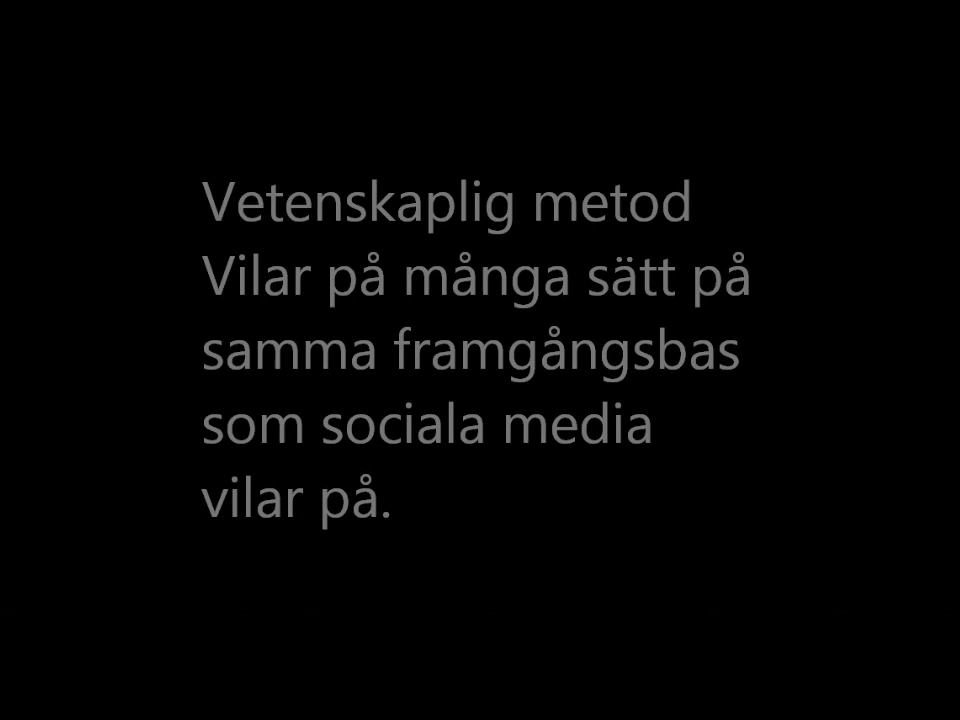 Vetenskaplig metod
Vilar på många sätt på
samma framgångsbas
som sociala media
vilar på.